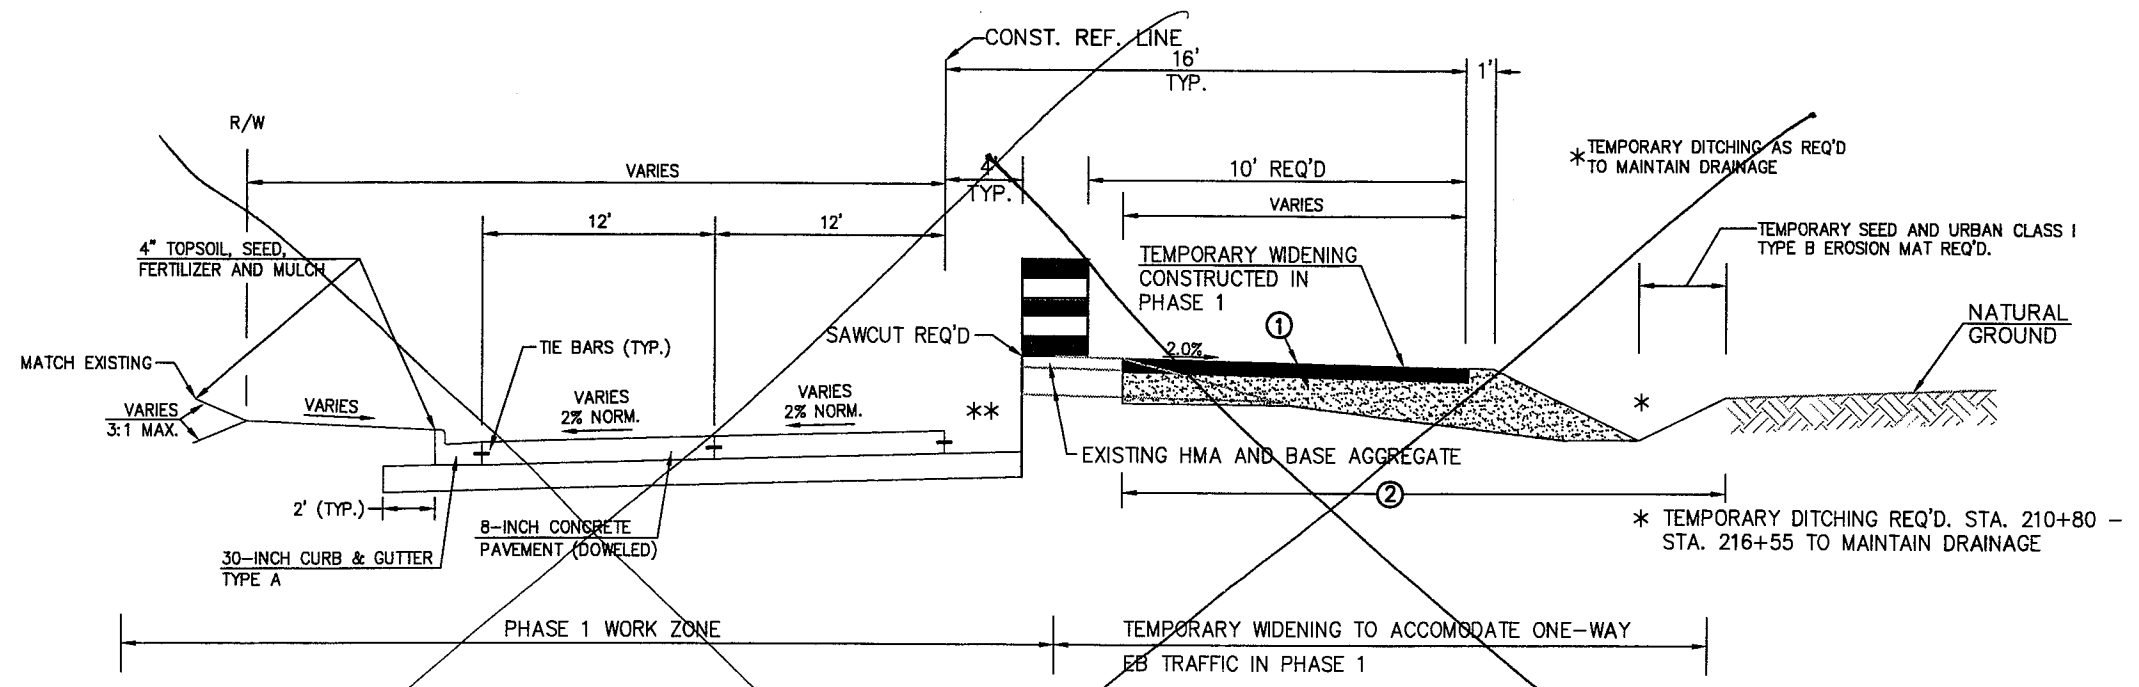 CONST. REF. LINE
16'
TYP.
1'
R/W
VARIES
4'
TYP.
10' REQ'D
VARIES
* TEMPORARY DITCHING AS REQ'D
TO MAINTAIN DRAINAGE
12'
12'
4" TOPSOIL, SEED,
FERTILIZER AND MULCH
TEMPORARY WIDENING
CONSTRUCTED IN
PHASE 1
TEMPORARY SEED AND URBAN CLASS I
TYPE B EROSION MAT REQ'D.
NATURAL
GROUND
1
SAWCUT REQ'D
TIE BARS (TYP.)
2.0%
MATCH EXISTING
VARIES
3:1 MAX.
VARIES
VARIES
2% NORM.
VARIES
2% NORM.
**
*
EXISTING HMA AND BASE AGGREGATE
2
2' (TYP.)
8-INCH CONCRETE
PAVEMENT (DOWELED)
30-INCH CURB & GUTTER
TYPE A
* TEMPORARY DITCHING REQ'D. STA. 210+80 -
STA. 216+55 TO MAINTAIN DRAINAGE
PHASE 1 WORK ZONE
TEMPORARY WIDENING TO ACCOMODATE ONE-WAY
EB TRAFFIC IN PHASE 1